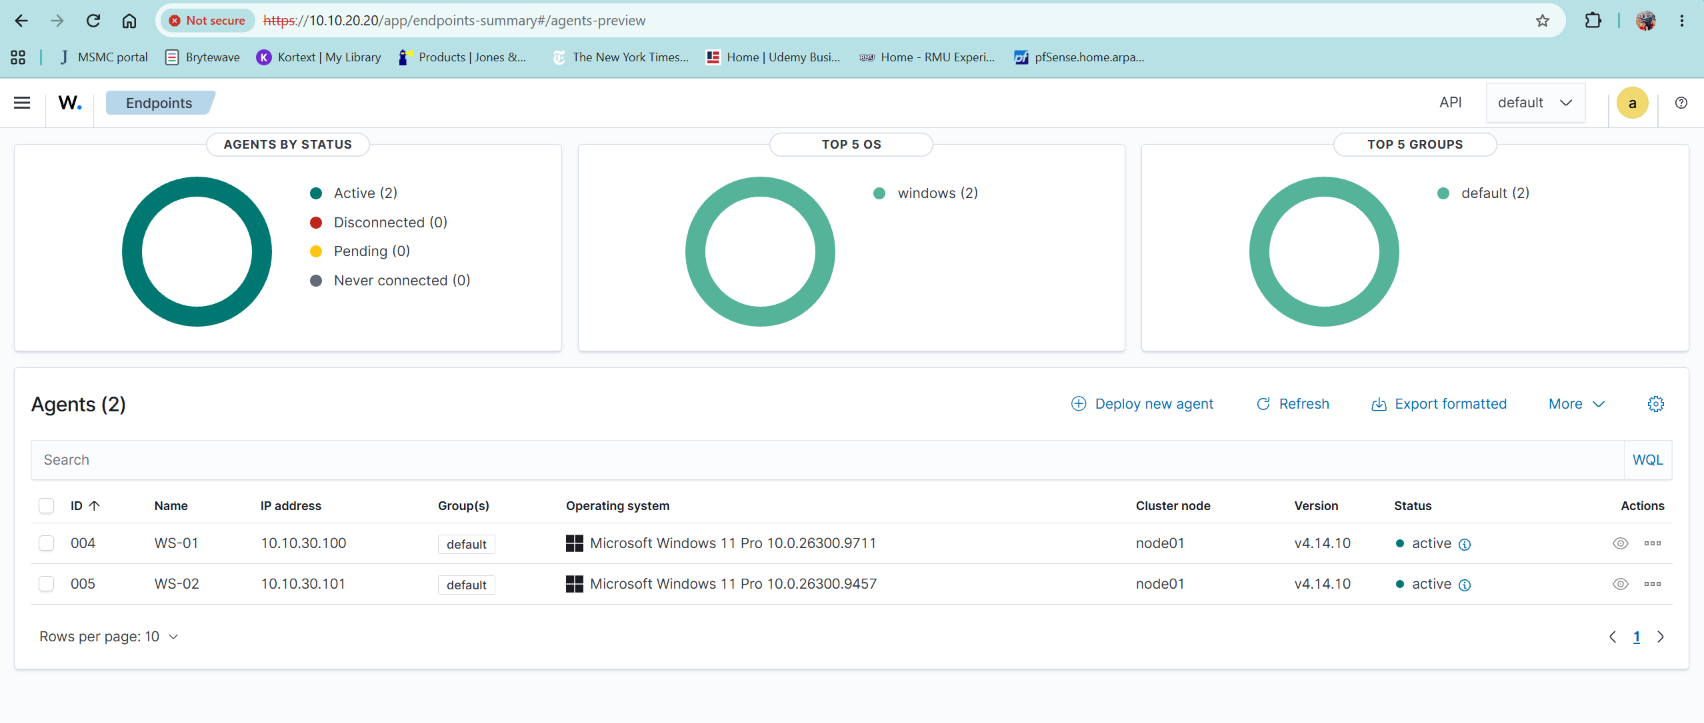 Not secure https://10.10.20.20/app/endpoints-summary#/agents-preview
MSMC portal Brytewave Kortext | My Library Products | Jones &... The New York Times... Home | Udemy Busi... Home - RMU Experi... pfSense.home.arpa...
W. Endpoints API default a
AGENTS BY STATUS
Active (2)
Disconnected (0)
Pending (0)
Never connected (0)
TOP 5 OS
windows (2)
TOP 5 GROUPS
default (2)
Agents (2) Deploy new agent Refresh Export formatted More
Search WQL
ID Name IP address Group(s) Operating system Cluster node Version Status Actions
004 WS-01 10.10.30.100 default Microsoft Windows 11 Pro 10.0.26300.9711 node01 v4.14.10 active
005 WS-02 10.10.30.101 default Microsoft Windows 11 Pro 10.0.26300.9457 node01 v4.14.10 active
Rows per page: 10 1